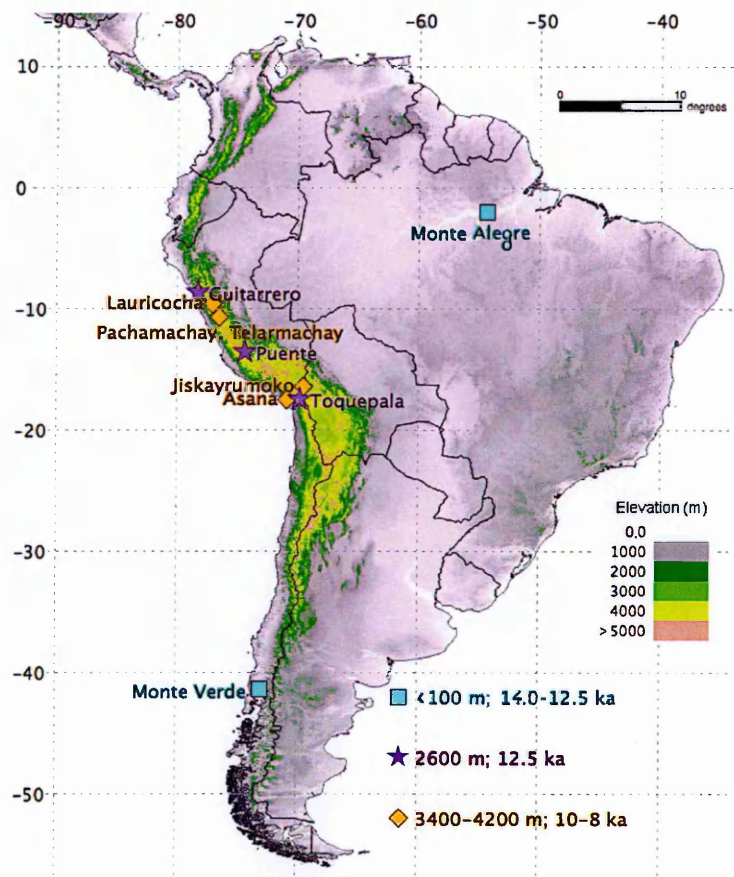 -90 -80 -70 -60 -50 -40
10
0 10
degrees
0
Monte Alegre
-10
Guitarrero
Lauricocha
Pachamachay, Telarmachay
Puente
Jiskayrumoko
Asana
Toquepala
-20
Elevation (m)
0.0
1000
2000
3000
4000
>5000
-30
-40
Monte Verde
<100 m; 14.0-12.5 ka
2600 m; 12.5 ka
-50
3400-4200 m; 10-8 ka